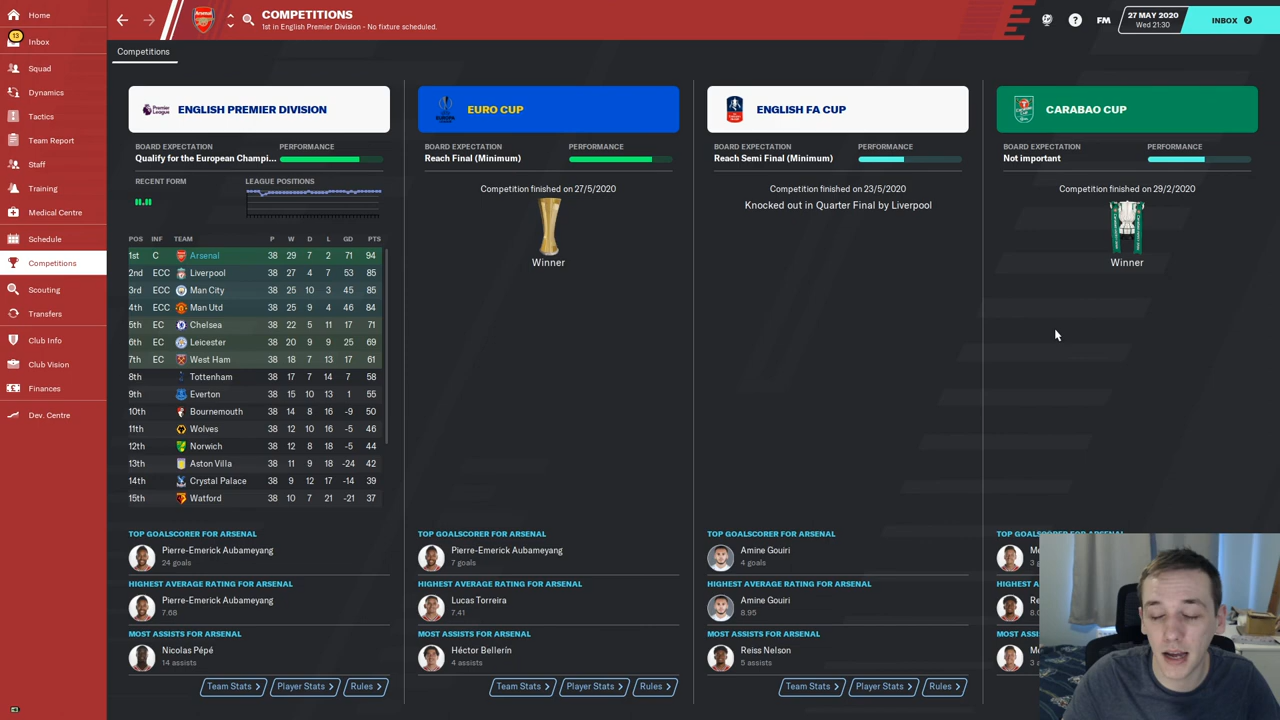 Home
13
Inbox
Squad
Dynamics
Tactics
Team Report
Staff
Training
Medical Centre
Schedule
Competitions
Scouting
Transfers
Club Info
Club Vision
Finances
Dev. Centre
Arsenal
COMPETITIONS
1st in English Premier Division - No fixture scheduled.
?
FM
27 MAY 2020
Wed 21:30
INBOX
Competitions
Premier League
ENGLISH PREMIER DIVISION
BOARD EXPECTATION
Qualify for the European Champi...
PERFORMANCE
RECENT FORM
LEAGUE POSITIONS
POS INF TEAM P W D L GD PTS
1st C Arsenal 38 29 7 2 71 94
2nd ECC Liverpool 38 27 4 7 53 85
3rd ECC Man City 38 25 10 3 45 85
4th ECC Man Utd 38 25 9 4 46 84
5th EC Chelsea 38 22 5 11 17 71
6th EC Leicester 38 20 9 9 25 69
7th EC West Ham 38 18 7 13 17 61
8th Tottenham 38 17 7 14 7 58
9th Everton 38 15 10 13 1 55
10th Bournemouth 38 14 8 16 -9 50
11th Wolves 38 12 10 16 -5 46
12th Norwich 38 12 8 18 -5 44
13th Aston Villa 38 11 9 18 -24 42
14th Crystal Palace 38 9 12 17 -14 39
15th Watford 38 10 7 21 -21 37
TOP GOALSCORER FOR ARSENAL
Pierre-Emerick Aubameyang
24 goals
HIGHEST AVERAGE RATING FOR ARSENAL
Pierre-Emerick Aubameyang
7.68
MOST ASSISTS FOR ARSENAL
Nicolas Pépé
14 assists
Team Stats
Player Stats
Rules
EURO CUP
BOARD EXPECTATION
Reach Final (Minimum)
PERFORMANCE
Competition finished on 27/5/2020
Winner
TOP GOALSCORER FOR ARSENAL
Pierre-Emerick Aubameyang
7 goals
HIGHEST AVERAGE RATING FOR ARSENAL
Lucas Torreira
7.41
MOST ASSISTS FOR ARSENAL
Héctor Bellerín
4 assists
Team Stats
Player Stats
Rules
ENGLISH FA CUP
BOARD EXPECTATION
Reach Semi Final (Minimum)
PERFORMANCE
Competition finished on 23/5/2020
Knocked out in Quarter Final by Liverpool
TOP GOALSCORER FOR ARSENAL
Amine Gouiri
4 goals
HIGHEST AVERAGE RATING FOR ARSENAL
Amine Gouiri
8.95
MOST ASSISTS FOR ARSENAL
Reiss Nelson
5 assists
Team Stats
Player Stats
Rules
CARABAO CUP
BOARD EXPECTATION
Not important
PERFORMANCE
Competition finished on 29/2/2020
Winner
TOP GOALSCORER FOR ARSENAL